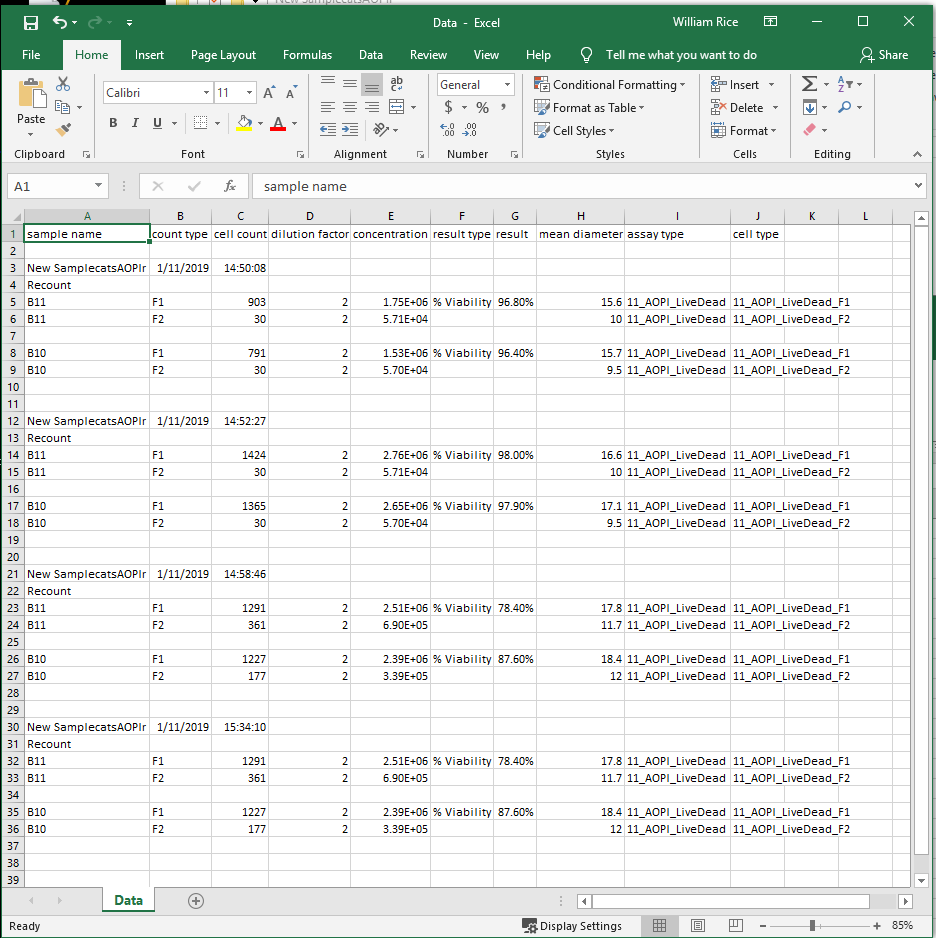 New SamplecatsAOPIr
Data - Excel
William Rice
File Home Insert Page Layout Formulas Data Review View Help Tell me what you want to do Share
Calibri 11 A A ab General Conditional Formatting Insert Σ A Z
Paste $ % , Format as Table Delete
B I U A .0 .00 .00 .0 Cell Styles Format
Clipboard Font Alignment Number Styles Cells Editing
A1 fx sample name
A B C D E F G H I J K L
1 sample name count type cell count dilution factor concentration result type result mean diameter assay type cell type
2
3 New SamplecatsAOPIr 1/11/2019 14:50:08
4 Recount
5 B11 F1 903 2 1.75E+06 % Viability 96.80% 15.6 11_AOPI_LiveDead 11_AOPI_LiveDead_F1
6 B11 F2 30 2 5.71E+04 10 11_AOPI_LiveDead 11_AOPI_LiveDead_F2
7
8 B10 F1 791 2 1.53E+06 % Viability 96.40% 15.7 11_AOPI_LiveDead 11_AOPI_LiveDead_F1
9 B10 F2 30 2 5.70E+04 9.5 11_AOPI_LiveDead 11_AOPI_LiveDead_F2
10
11
12 New SamplecatsAOPIr 1/11/2019 14:52:27
13 Recount
14 B11 F1 1424 2 2.76E+06 % Viability 98.00% 16.6 11_AOPI_LiveDead 11_AOPI_LiveDead_F1
15 B11 F2 30 2 5.71E+04 10 11_AOPI_LiveDead 11_AOPI_LiveDead_F2
16
17 B10 F1 1365 2 2.65E+06 % Viability 97.90% 17.1 11_AOPI_LiveDead 11_AOPI_LiveDead_F1
18 B10 F2 30 2 5.70E+04 9.5 11_AOPI_LiveDead 11_AOPI_LiveDead_F2
19
20
21 New SamplecatsAOPIr 1/11/2019 14:58:46
22 Recount
23 B11 F1 1291 2 2.51E+06 % Viability 78.40% 17.8 11_AOPI_LiveDead 11_AOPI_LiveDead_F1
24 B11 F2 361 2 6.90E+05 11.7 11_AOPI_LiveDead 11_AOPI_LiveDead_F2
25
26 B10 F1 1227 2 2.39E+06 % Viability 87.60% 18.4 11_AOPI_LiveDead 11_AOPI_LiveDead_F1
27 B10 F2 177 2 3.39E+05 12 11_AOPI_LiveDead 11_AOPI_LiveDead_F2
28
29
30 New SamplecatsAOPIr 1/11/2019 15:34:10
31 Recount
32 B11 F1 1291 2 2.51E+06 % Viability 78.40% 17.8 11_AOPI_LiveDead 11_AOPI_LiveDead_F1
33 B11 F2 361 2 6.90E+05 11.7 11_AOPI_LiveDead 11_AOPI_LiveDead_F2
34
35 B10 F1 1227 2 2.39E+06 % Viability 87.60% 18.4 11_AOPI_LiveDead 11_AOPI_LiveDead_F1
36 B10 F2 177 2 3.39E+05 12 11_AOPI_LiveDead 11_AOPI_LiveDead_F2
37
38
39
Data
Ready Display Settings 85%